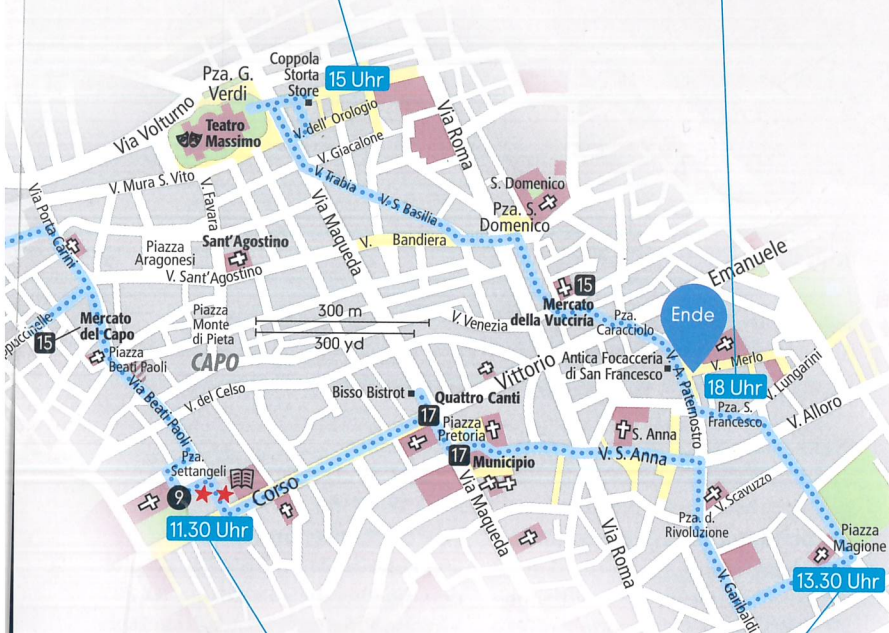 Coppola
Storta
Store
15 Uhr
Pza. G.
Verdi
Via Volturno
Teatro
Massimo
V. dell' Orologio
V. Giacalone
Via Roma
V. Mura S. Vito
V. Favara
V. Trabia
V. S. Basilia
S. Domenico
Pza. S.
Domenico
Via Porta Carini
Piazza
Aragonesi
Sant'Agostino
V. Sant'Agostino
Via Maqueda
V. Bandiera
Emanuele
15
Mercato
della Vucciria
Pza.
Caracciolo
Ende
Mercato
del Capo
15
Piazza
Monte
di Pieta
300 m
300 yd
V. Venezia
CAPO
Piazza
Beati Paoli
Via Beati Paoli
V. del Celso
Vittorio
Antica Focacceria
di San Francesco
V. A. Paternostro
V. Merlo
18 Uhr
V. Lungarini
Pza. S.
Francesco
V. Alloro
Bisso Bistrot
Quattro Canti
17
Piazza
Pretoria
17
Municipio
S. Anna
V. S. Anna
Pza.
Settangeli
9
Corso
11.30 Uhr
Via Maqueda
Via Roma
V. Scavuzzo
Pza. d.
Rivoluzione
Piazza
Magione
V. Garibaldi
13.30 Uhr